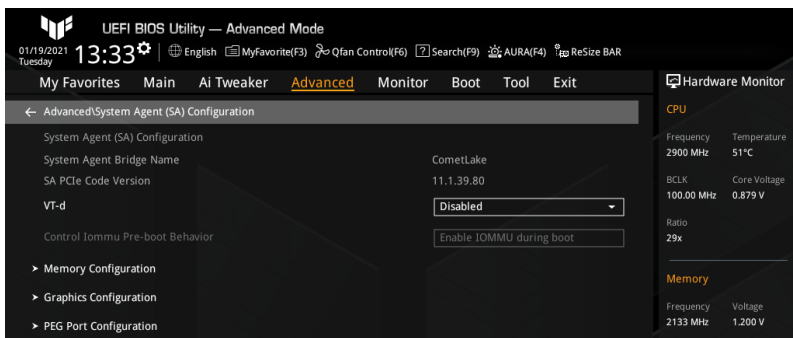 UEFI BIOS Utility — Advanced Mode
01/19/2021 Tuesday 13:33 English MyFavorite(F3) Qfan Control(F6) ? Search(F9) AURA(F4) ReSize BAR
My Favorites Main Ai Tweaker Advanced Monitor Boot Tool Exit
Hardware Monitor
← Advanced\System Agent (SA) Configuration
System Agent (SA) Configuration
System Agent Bridge Name CometLake
SA PCIe Code Version 11.1.39.80
VT-d Disabled
Control Iommu Pre-boot Behavior Enable IOMMU during boot
> Memory Configuration
> Graphics Configuration
> PEG Port Configuration
CPU
Frequency Temperature
2900 MHz 51°C
BCLK Core Voltage
100.00 MHz 0.879 V
Ratio
29x
Memory
Frequency Voltage
2133 MHz 1.200 V